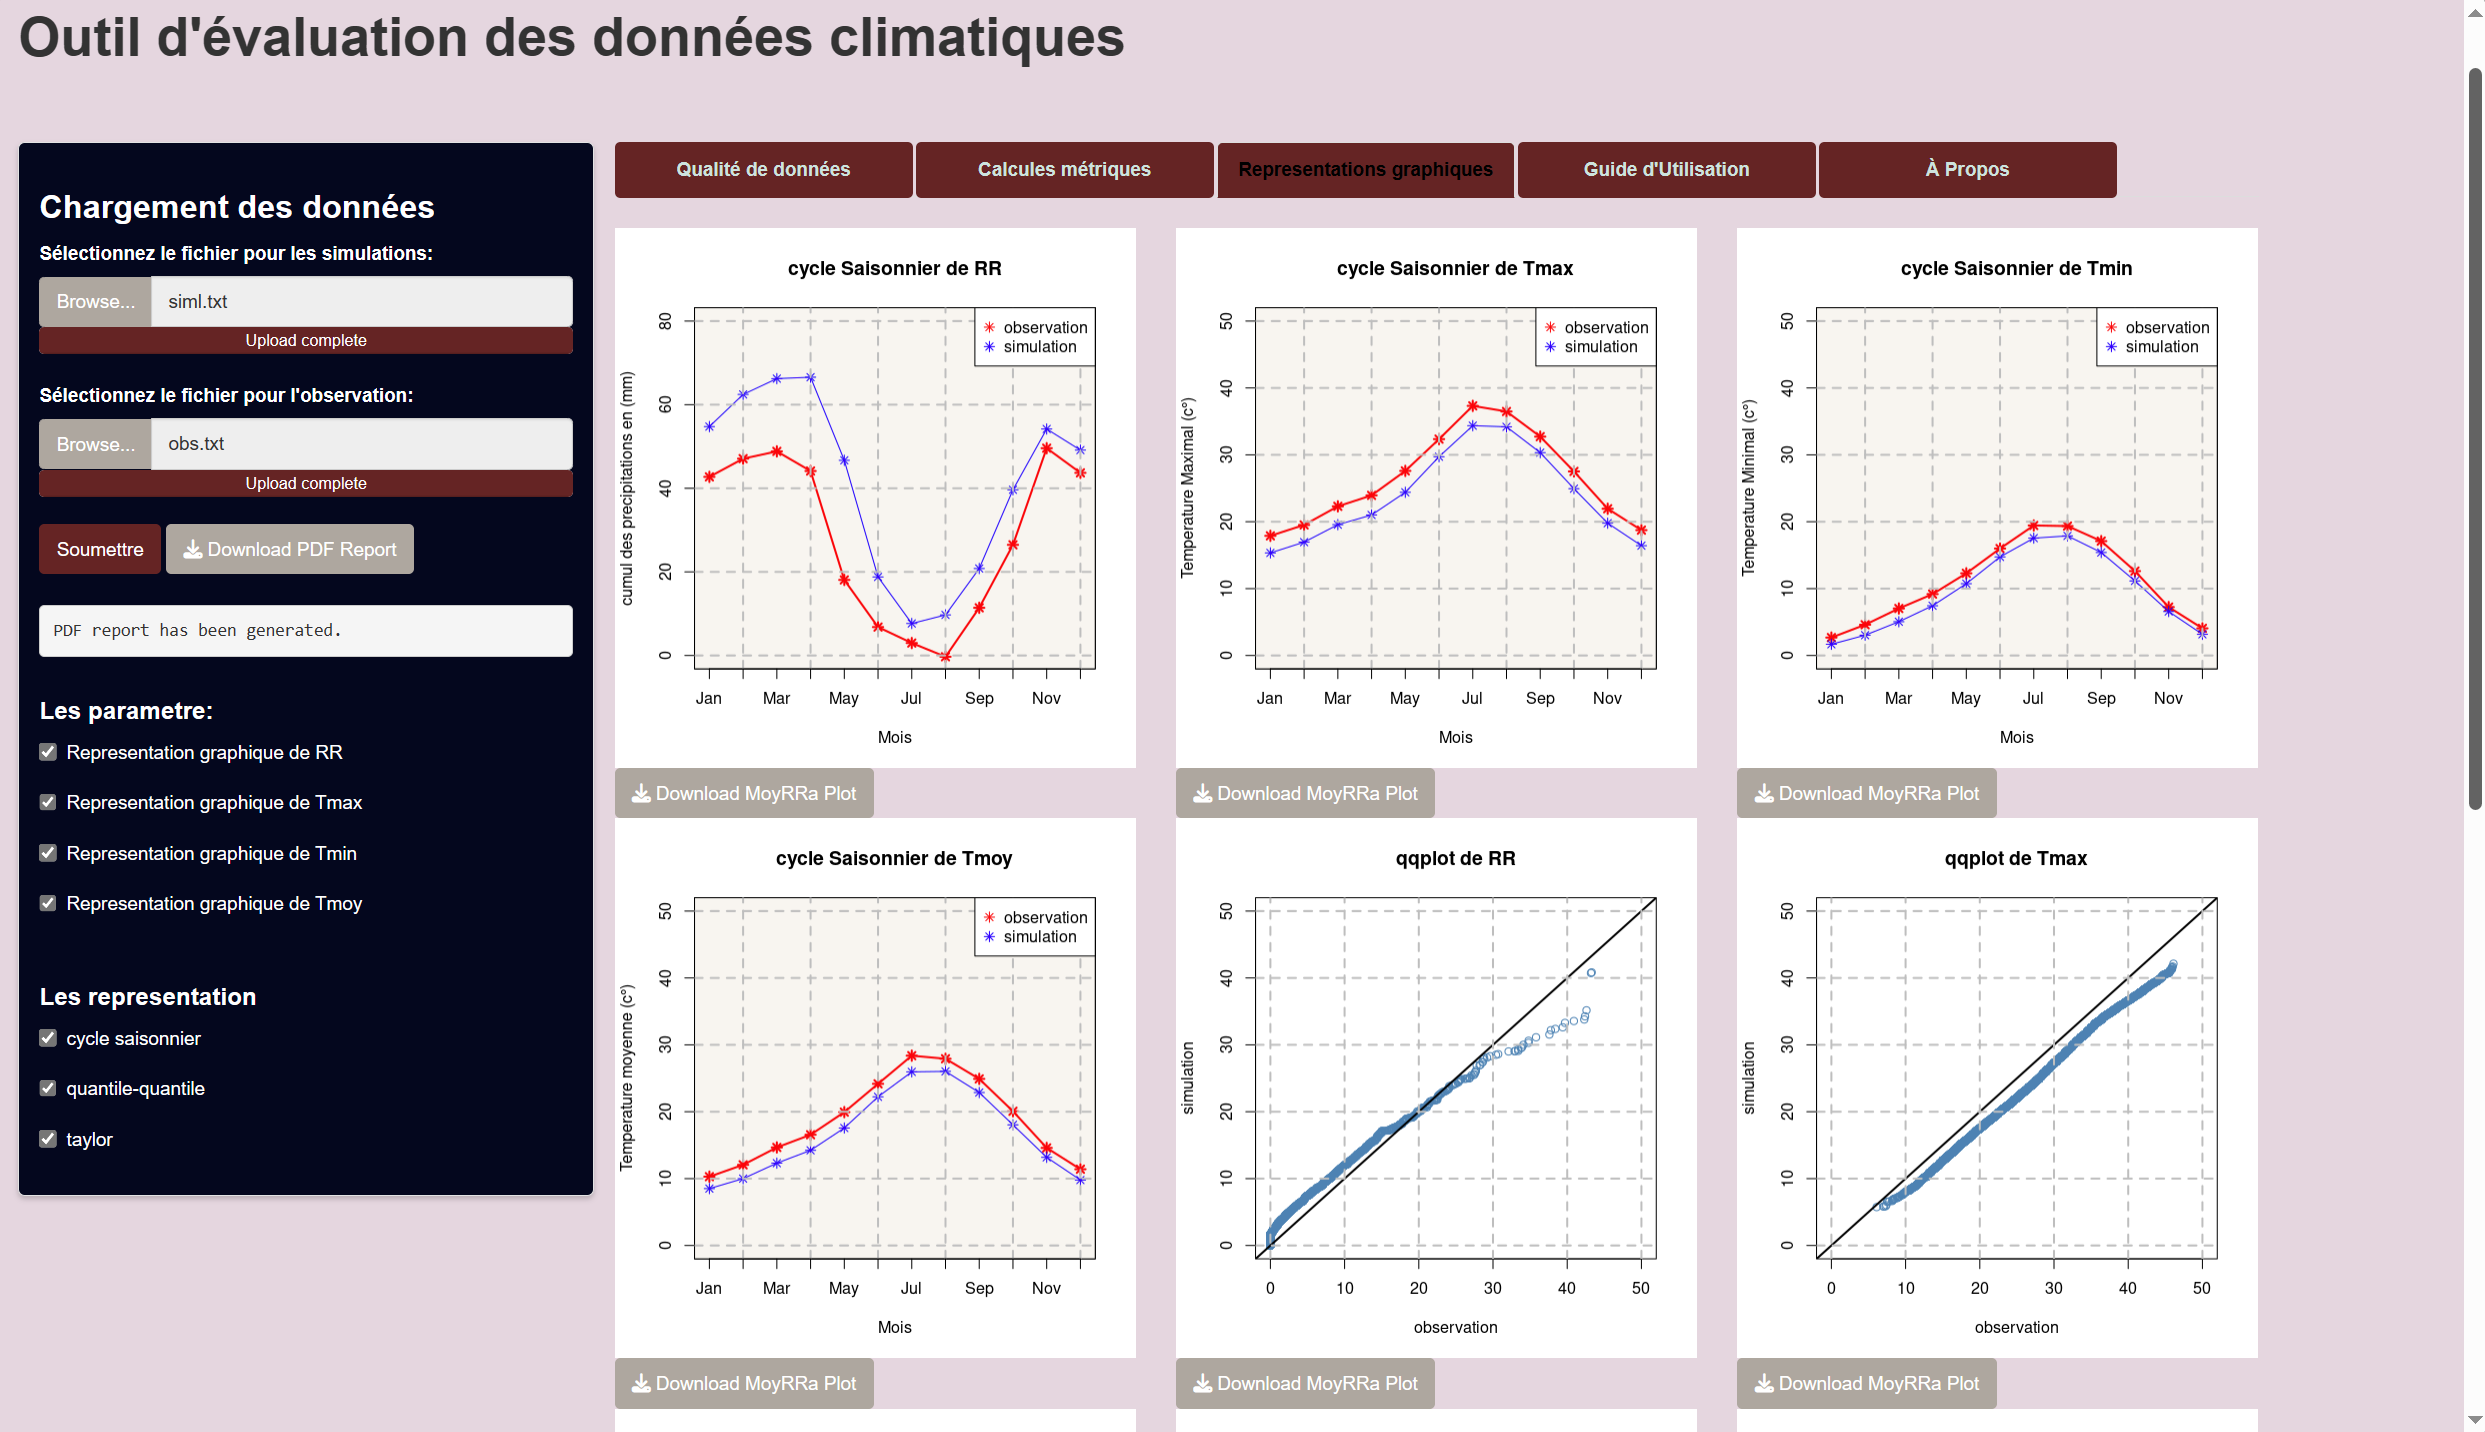 Outil d'évaluation des données climatiques
Chargement des données
Sélectionnez le fichier pour les simulations:
Browse... siml.txt
Upload complete
Sélectionnez le fichier pour l'observation:
Browse... obs.txt
Upload complete
Soumettre Download PDF Report
PDF report has been generated.
Les parametre:
Representation graphique de RR
Representation graphique de Tmax
Representation graphique de Tmin
Representation graphique de Tmoy
Les representation
cycle saisonnier
quantile-quantile
taylor
Qualité de données Calcules métriques Representations graphiques Guide d'Utilisation À Propos
cycle Saisonnier de RR
observation
simulation
cumul des precipitations en (mm)
80
60
40
20
0
Jan Mar May Jul Sep Nov
Mois
Download MoyRRa Plot
cycle Saisonnier de Tmax
observation
simulation
Temperature Maximal (c°)
50
40
30
20
10
0
Jan Mar May Jul Sep Nov
Mois
Download MoyRRa Plot
cycle Saisonnier de Tmin
observation
simulation
Temperature Minimal (c°)
50
40
30
20
10
0
Jan Mar May Jul Sep Nov
Mois
Download MoyRRa Plot
cycle Saisonnier de Tmoy
observation
simulation
Temperature moyenne (c°)
50
40
30
20
10
0
Jan Mar May Jul Sep Nov
Mois
Download MoyRRa Plot
qqplot de RR
simulation
50
40
30
20
10
0
0 10 20 30 40 50
observation
Download MoyRRa Plot
qqplot de Tmax
simulation
50
40
30
20
10
0
0 10 20 30 40 50
observation
Download MoyRRa Plot